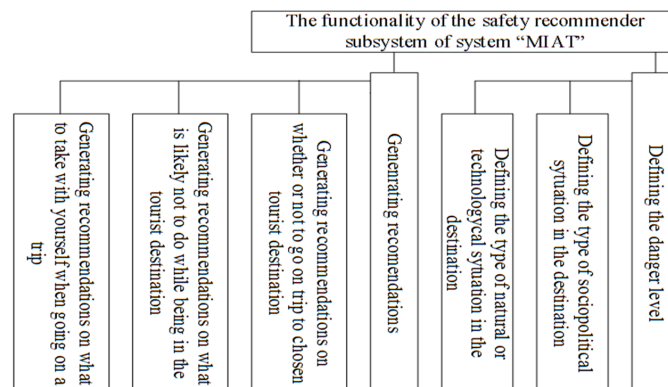 The functionality of the safety recommender
subsystem of system “MIAT”
Generating recommendations on what
to take with yourself when going on a
trip
Generating recommendations on what
is likely not to do while being in the
tourist destination
Generating recommendations on
whether or not to go on trip to chosen
tourist destination
Genenrating recomendations
Defining the type of natural or
technologycal sytuation in the
destination
Defining the type of sociopolitical
sytuation in the destination
Defining the danger level